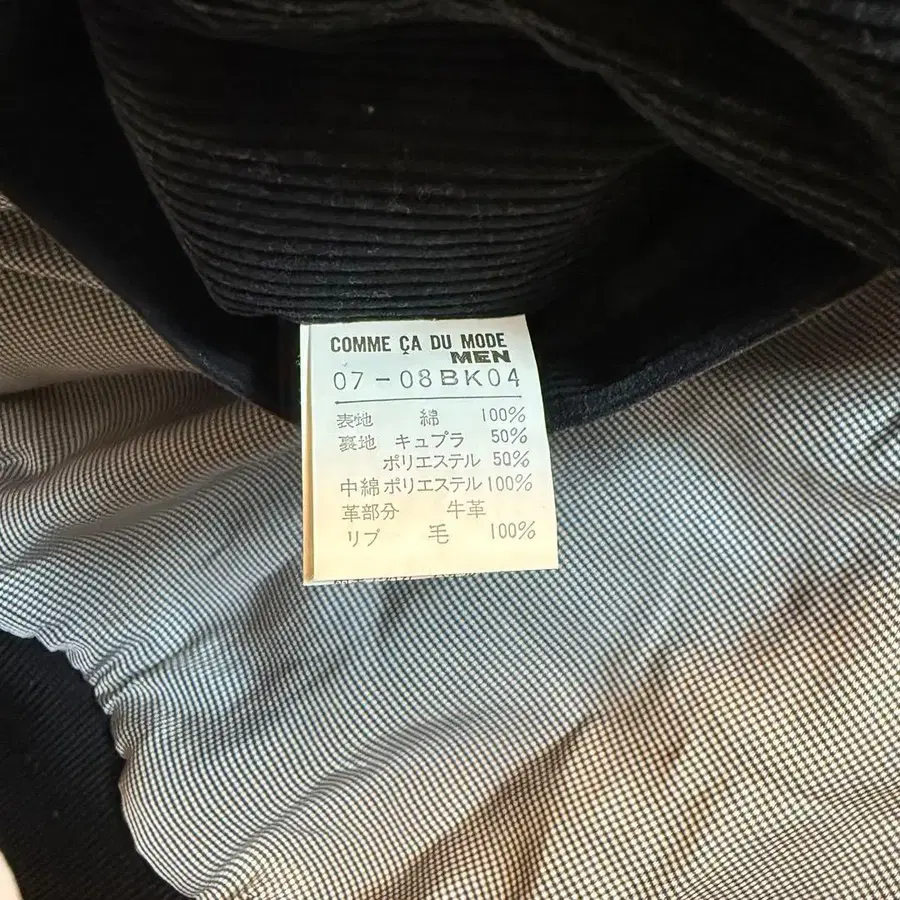 COMME ÇA DU MODE
MEN
07-08BK04
表地 綿 100%
裏地 キュプラ 50%
ポリエステル 50%
中綿 ポリエステル 100%
革部分 牛革
リブ 毛 100%